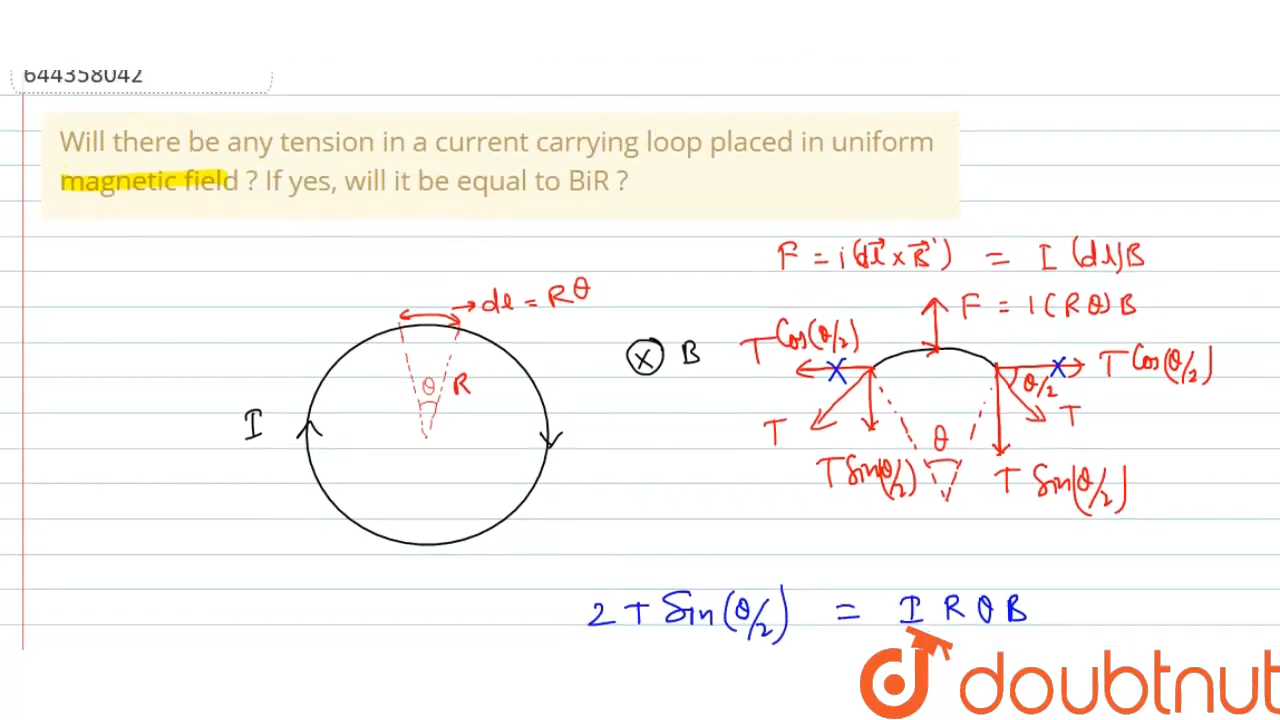 644358042
Will there be any tension in a current carrying loop placed in uniform
magnetic field ? If yes, will it be equal to BiR ?
F = i(dl⃗ × B⃗) = I (dl)B
→ dl = Rθ
F = I(Rθ)B
θ R
I
ⓧ B
T Cos(θ/2)
T Cos(θ/2)
θ/2
T
T
θ
T Sin(θ/2)
T Sin(θ/2)
2 T Sin(θ/2) = I R θ B
doubtnut